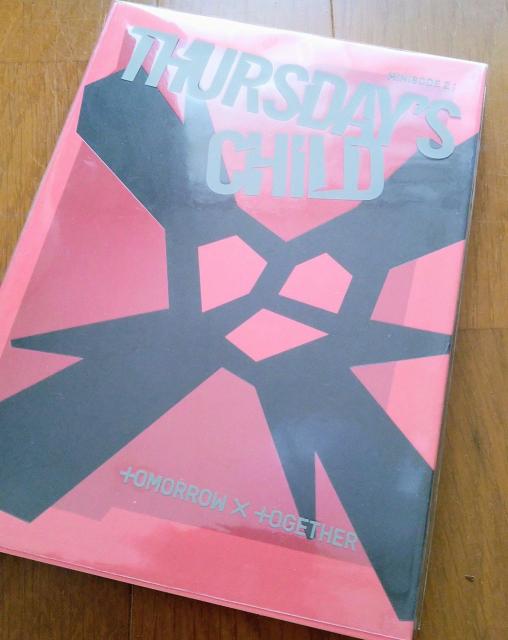 MINISODE 2:
THURSDAY'S
CHiLD
tOMORROW X tOGETHER